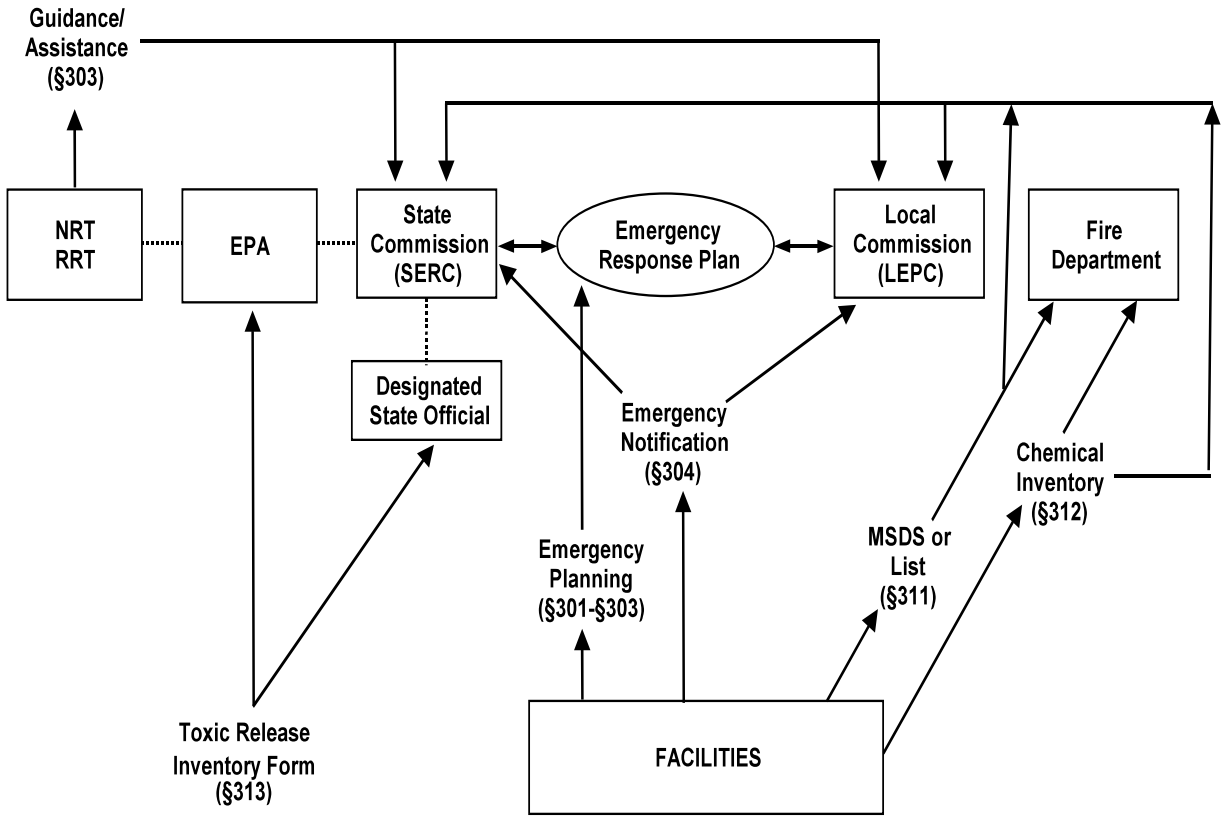 Guidance/
Assistance
(§303)
NRT
RRT
EPA
State
Commission
(SERC)
Emergency
Response Plan
Local
Commission
(LEPC)
Fire
Department
Designated
State Official
Emergency
Notification
(§304)
Chemical
Inventory
(§312)
MSDS or
List
(§311)
Emergency
Planning
(§301-§303)
Toxic Release
Inventory Form
(§313)
FACILITIES